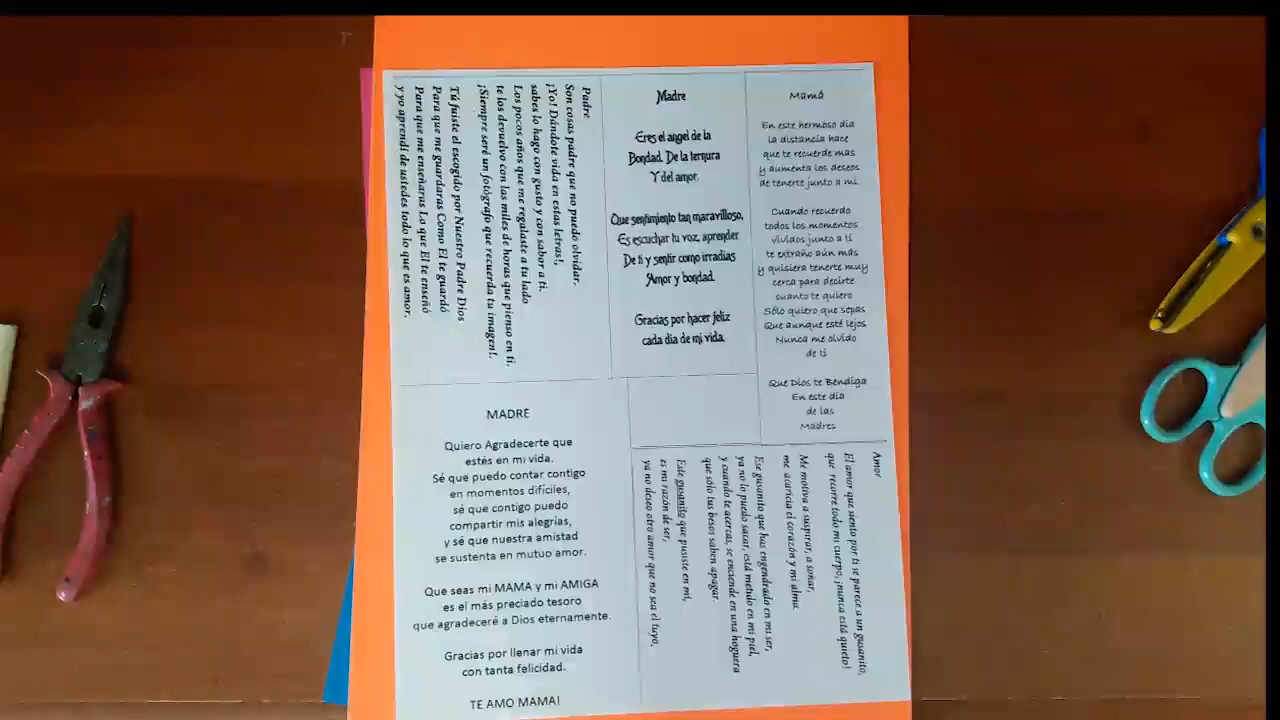 Padre
Son cosas padre que no puedo olvidar.
¡Yo! Dándote vida en estas letras!,
sabes lo hago con gusto y con sabor a ti.
Los pocos años que me regalaste a tu lado
te los devuelvo con las miles de horas que pienso en ti.
¡Siempre seré un fotógrafo que recuerda tu imagen!.
Tú fuiste el escogido por Nuestro Padre Dios
Para que me guardaras Como El te guardó
Para que me enseñaras Lo que El te enseñó
y yo aprendí de ustedes todo lo que es amor.
Madre
Eres el angel de la
Bondad. De la ternura
Y del amor.
Que sentimiento tan maravilloso,
Es escuchar tu voz, aprender
De ti y sentir como irradias
Amor y bondad.
Gracias por hacer feliz
cada dia de mi vida.
Mamá
En este hermoso dia
la distancia hace
que te recuerde mas
y aumenta los deseos
de tenerte junto a mi.
Cuando recuerdo
todos los momentos
vividos junto a ti
te extraño aún más
y quisiera tenerte muy
cerca para decirte
cuanto te quiero
Sólo quiero que sepas
Que aunque esté lejos
Nunca me olvido
de ti
Que Dios te Bendiga
En este dia
de las
Madres
MADRE
Quiero Agradecerte que
estés en mi vida.
Sé que puedo contar contigo
en momentos difíciles,
sé que contigo puedo
compartir mis alegrías,
y sé que nuestra amistad
se sustenta en mutuo amor.
Que seas mi MAMA y mi AMIGA
es el más preciado tesoro
que agradeceré a Dios eternamente.
Gracias por llenar mi vida
con tanta felicidad.
TE AMO MAMA!
Amor
El amor que siento por ti se parece a un gusanito,
que recorre todo mi cuerpo, ¡nunca está quieto!
Me motiva a suspirar, a soñar,
me acaricia el corazón y mi alma.
Ese gusanito que has engendrado en mi ser,
ya no lo puedo sacar, está metido en mi piel,
y cuando te acercas, se enciende en una hoguera
que sólo tus besos saben apagar.
Este gusanito que pusiste en mí,
es mi razón de ser,
ya no deseo otro amor que no sea el tuyo.